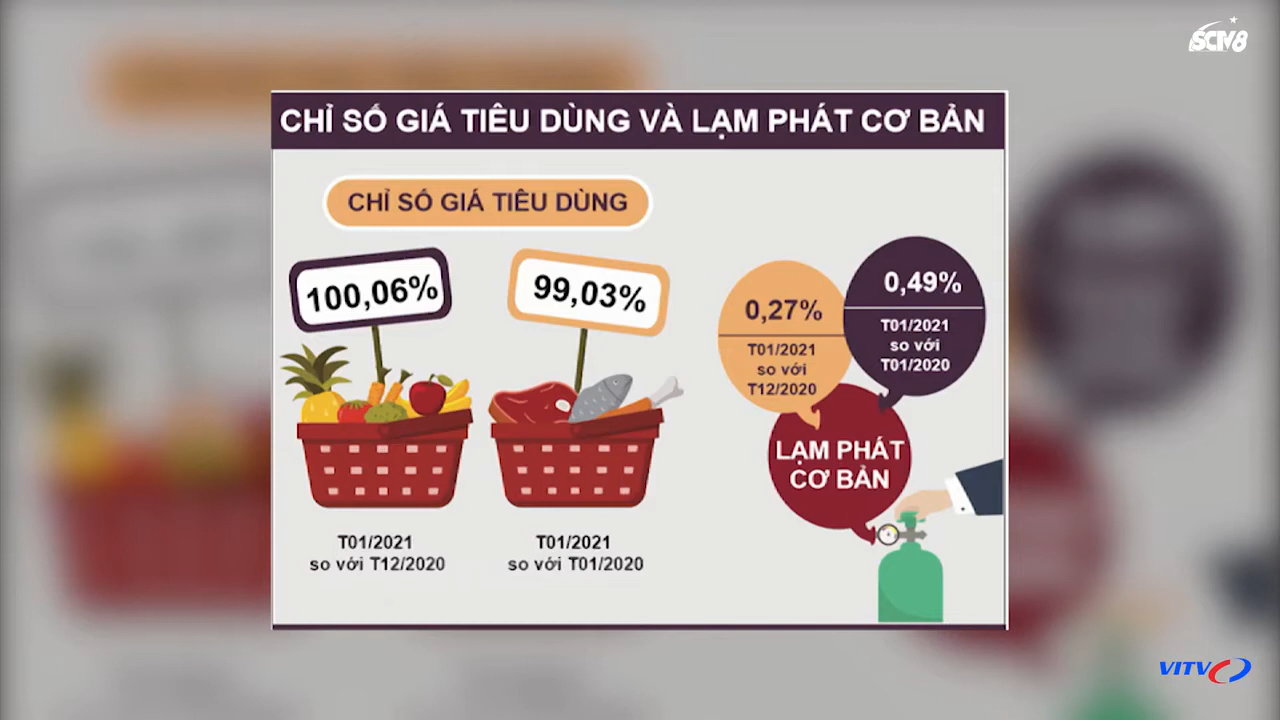 SCTV8
CHỈ SỐ GIÁ TIÊU DÙNG VÀ LẠM PHÁT CƠ BẢN
CHỈ SỐ GIÁ TIÊU DÙNG
100,06%
99,03%
T01/2021
so với T12/2020
T01/2021
so với T01/2020
0,27%
T01/2021
so với
T12/2020
0,49%
T01/2021
so với
T01/2020
LẠM PHÁT
CƠ BẢN
VITV